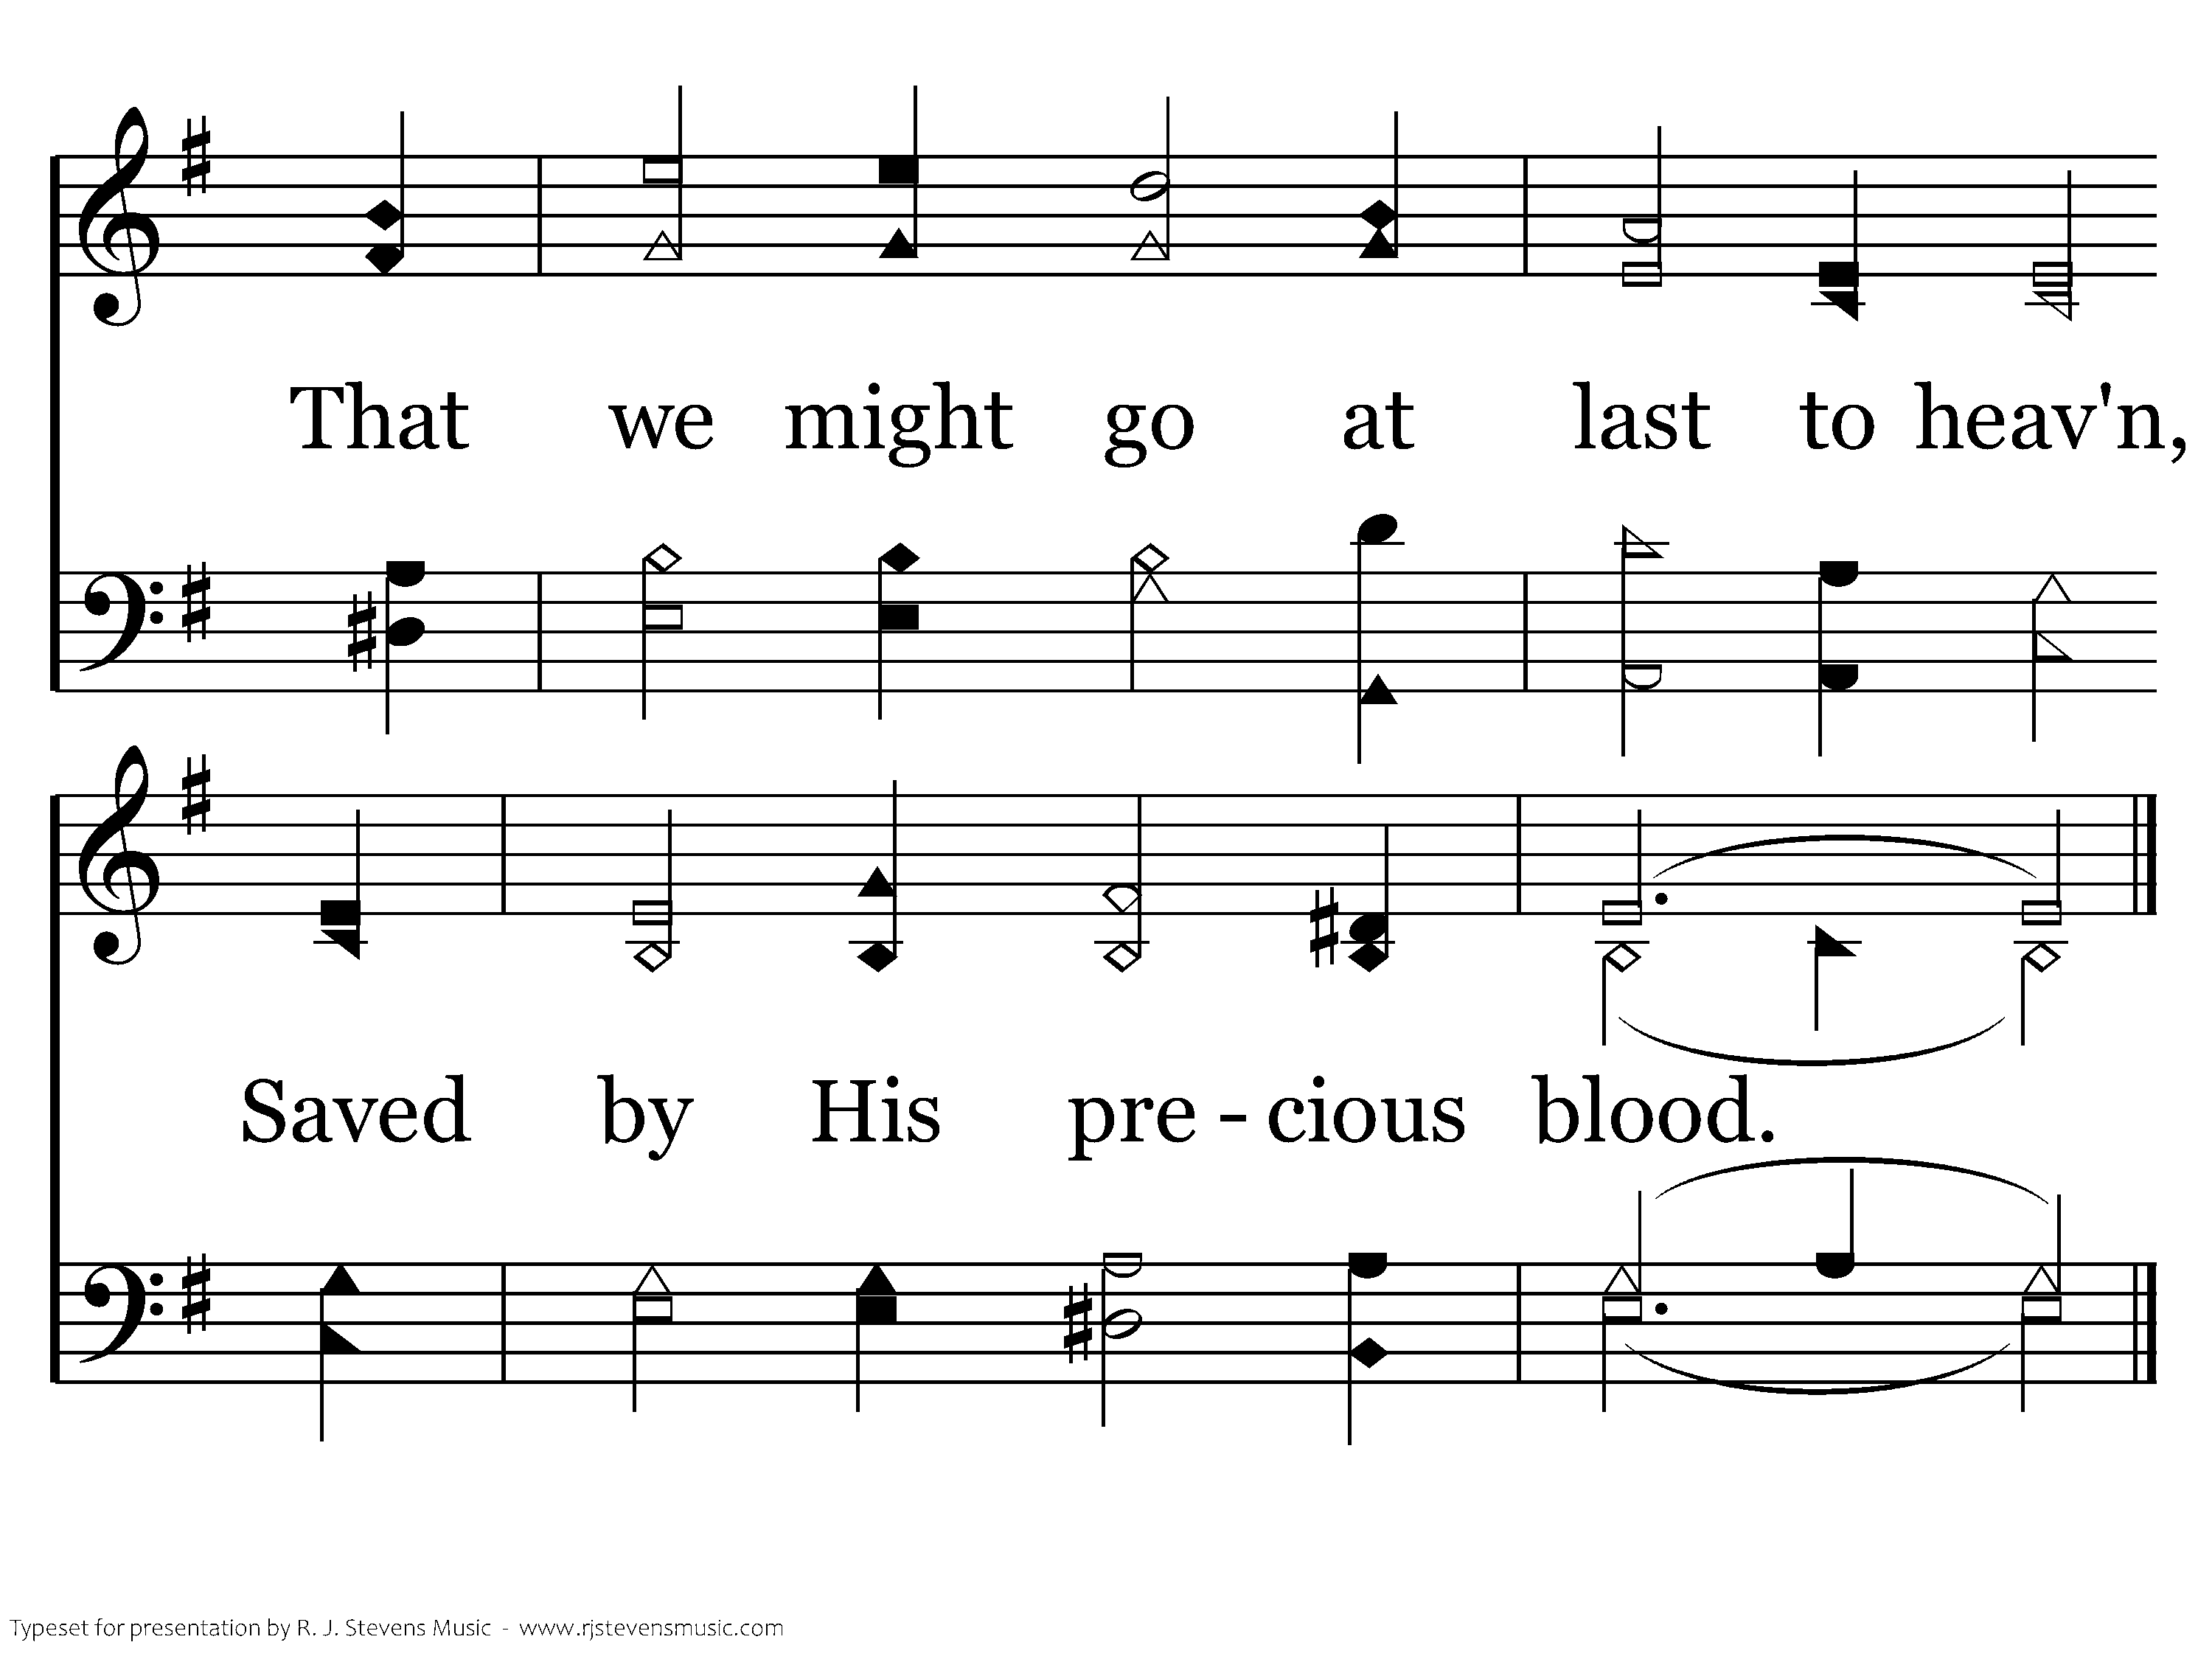 That we might go at last to heav'n,
Saved by His pre - cious blood.
Typeset for presentation by R. J. Stevens Music - www.rjstevensmusic.com